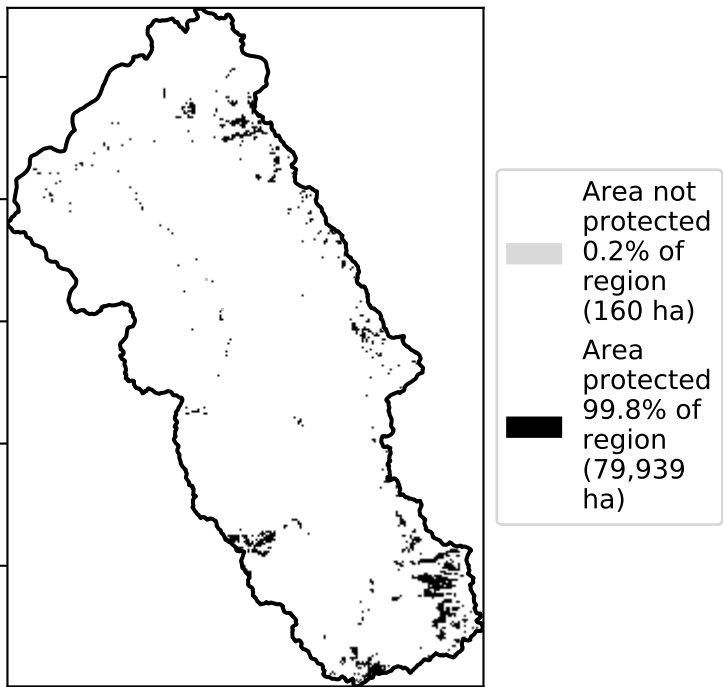 Area not
protected
0.2% of
region
(160 ha)
Area
protected
99.8% of
region
(79,939
ha)